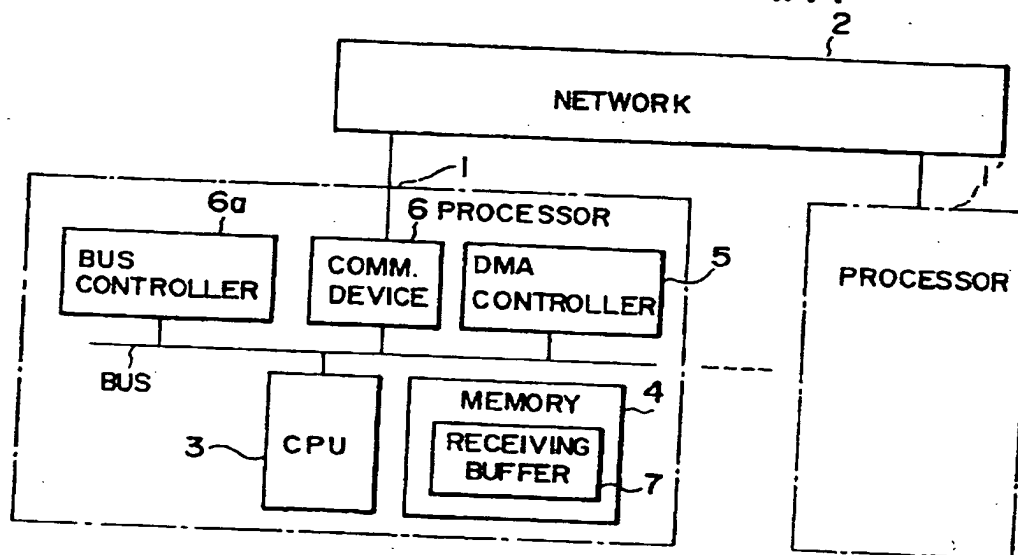 2
NETWORK
1
1'
6a
6 PROCESSOR
BUS
CONTROLLER
COMM.
DEVICE
DMA
CONTROLLER
5
PROCESSOR
BUS
3
CPU
MEMORY
4
RECEIVING
BUFFER
7